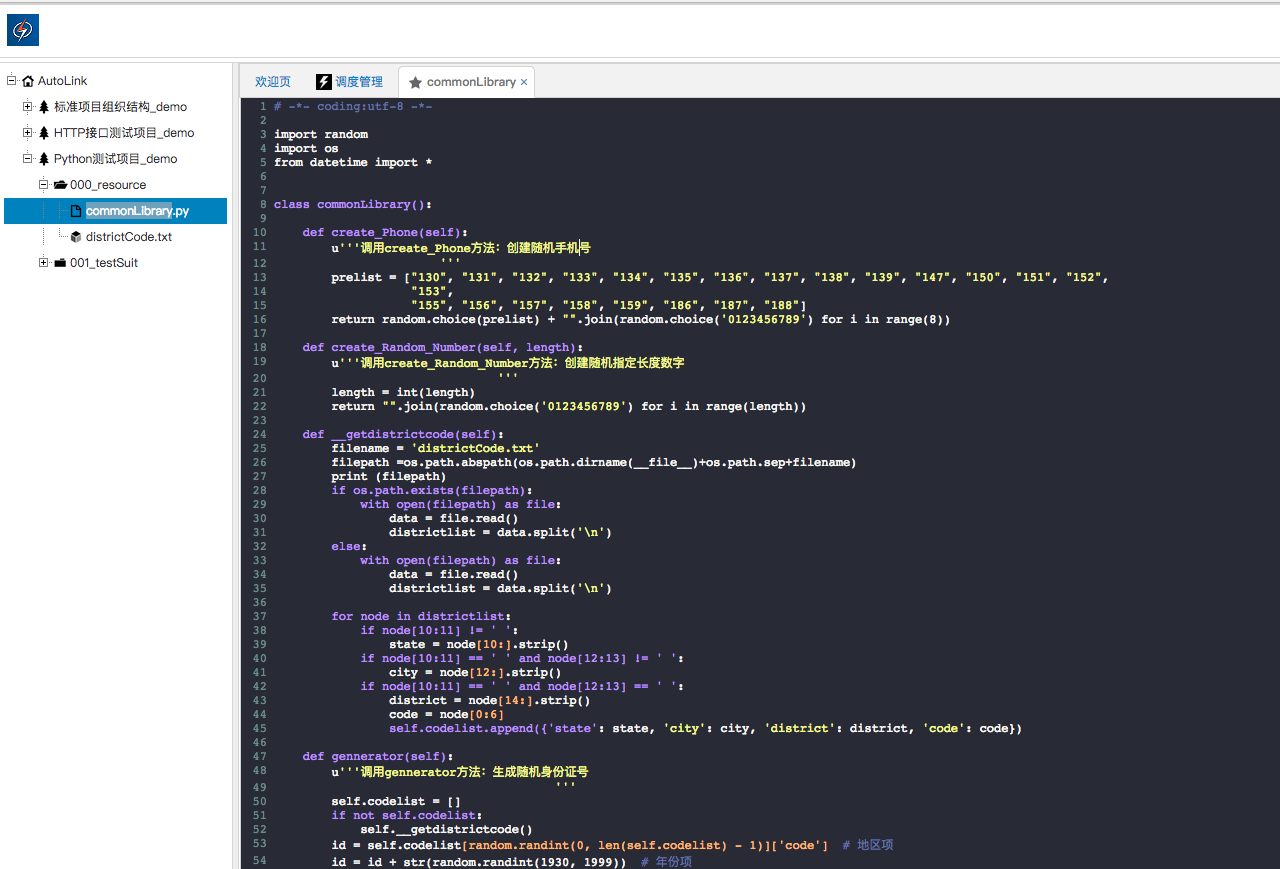 AutoLink
标准项目组织结构_demo
HTTP接口测试项目_demo
Python测试项目_demo
000_resource
commonLibrary.py
districtCode.txt
001_testSuit
欢迎页 调度管理 commonLibrary ×
1 # -*- coding:utf-8 -*-
2
3 import random
4 import os
5 from datetime import *
6
7
8 class commonLibrary():
9
10 def create_Phone(self):
11 u'''调用create_Phone方法：创建随机手机号
12 '''
13 prelist = ["130", "131", "132", "133", "134", "135", "136", "137", "138", "139", "147", "150", "151", "152",
14 "153",
15 "155", "156", "157", "158", "159", "186", "187", "188"]
16 return random.choice(prelist) + "".join(random.choice('0123456789') for i in range(8))
17
18 def create_Random_Number(self, length):
19 u'''调用create_Random_Number方法：创建随机指定长度数字
20 '''
21 length = int(length)
22 return "".join(random.choice('0123456789') for i in range(length))
23
24 def __getdistrictcode(self):
25 filename = 'districtCode.txt'
26 filepath =os.path.abspath(os.path.dirname(__file__)+os.path.sep+filename)
27 print (filepath)
28 if os.path.exists(filepath):
29 with open(filepath) as file:
30 data = file.read()
31 districtlist = data.split('\n')
32 else:
33 with open(filepath) as file:
34 data = file.read()
35 districtlist = data.split('\n')
36
37 for node in districtlist:
38 if node[10:11] != ' ':
39 state = node[10:].strip()
40 if node[10:11] == ' ' and node[12:13] != ' ':
41 city = node[12:].strip()
42 if node[10:11] == ' ' and node[12:13] == ' ':
43 district = node[14:].strip()
44 code = node[0:6]
45 self.codelist.append({'state': state, 'city': city, 'district': district, 'code': code})
46
47 def gennerator(self):
48 u'''调用gennerator方法：生成随机身份证号
49 '''
50 self.codelist = []
51 if not self.codelist:
52 self.__getdistrictcode()
53 id = self.codelist[random.randint(0, len(self.codelist) - 1)]['code'] # 地区项
54 id = id + str(random.randint(1930, 1999)) # 年份项